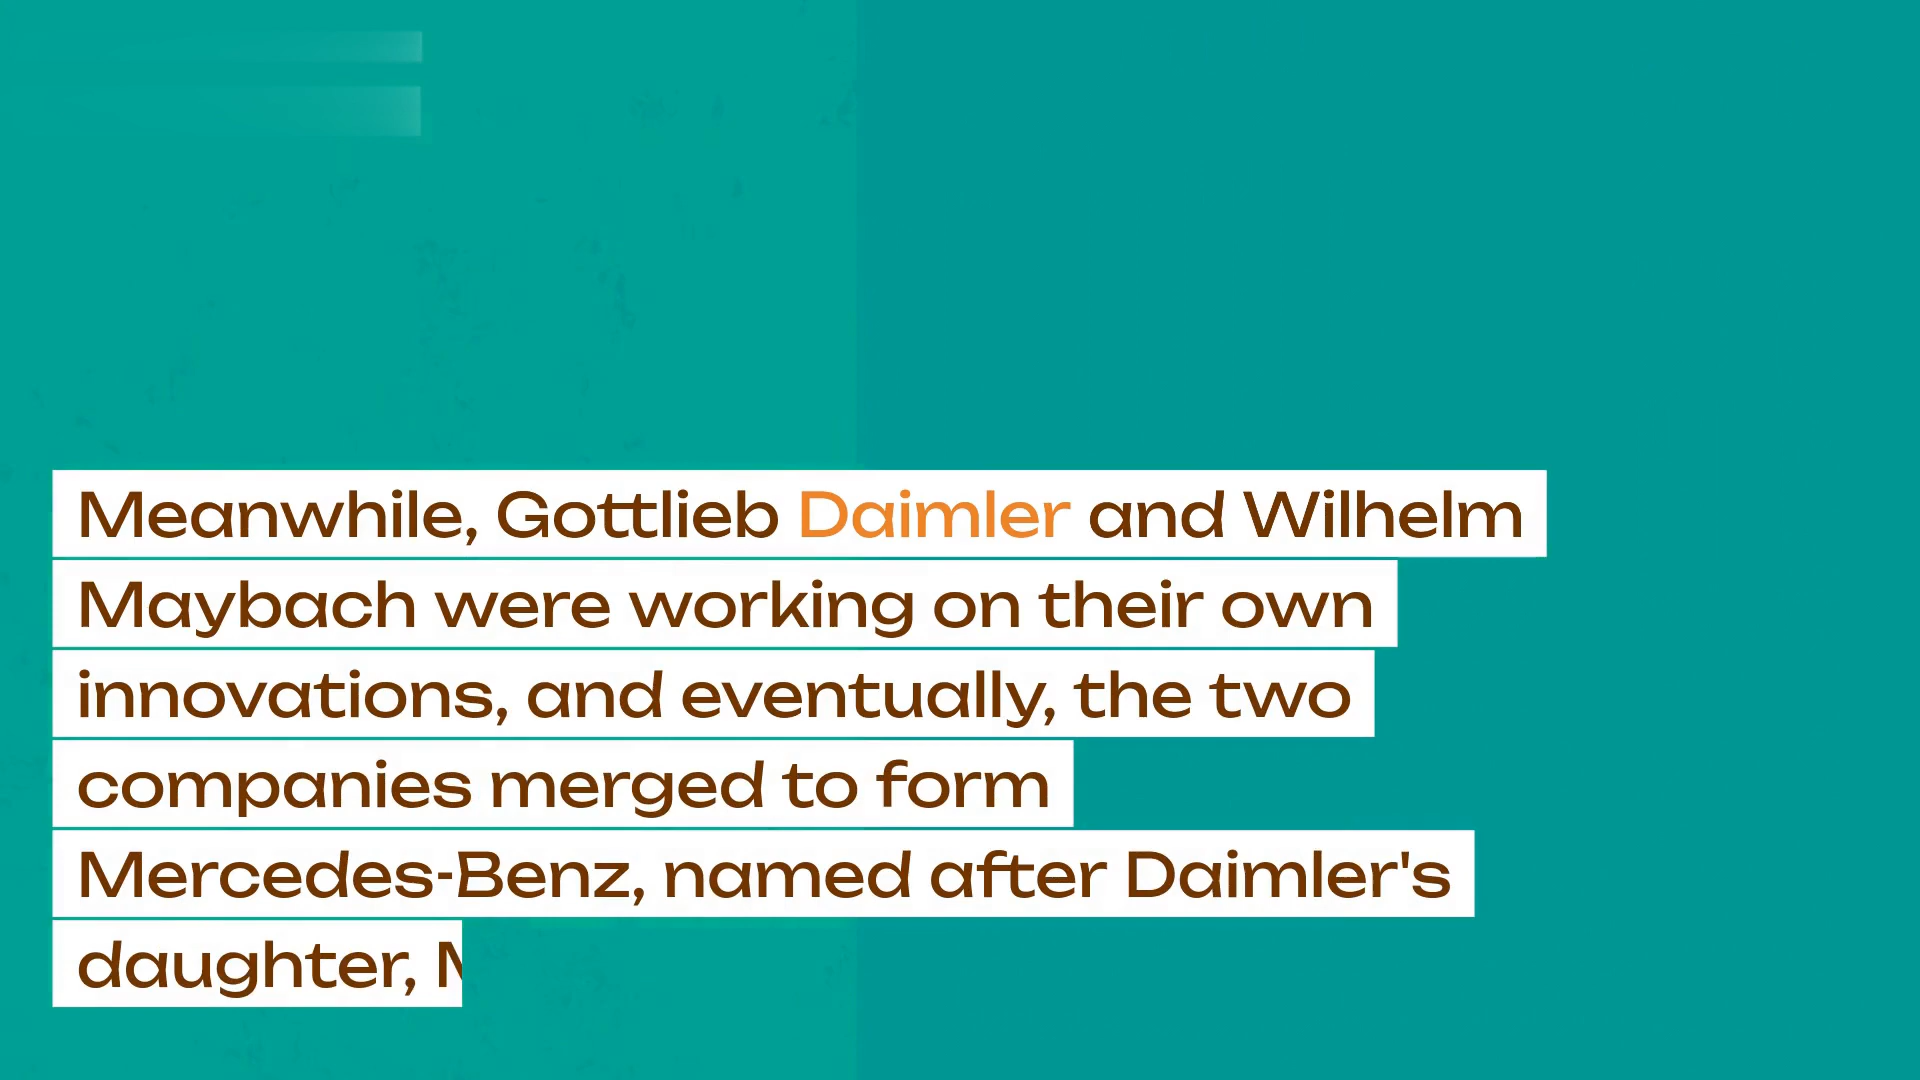 Meanwhile, Gottlieb Daimler and Wilhelm
Maybach were working on their own
innovations, and eventually, the two
companies merged to form
Mercedes-Benz, named after Daimler's
daughter,